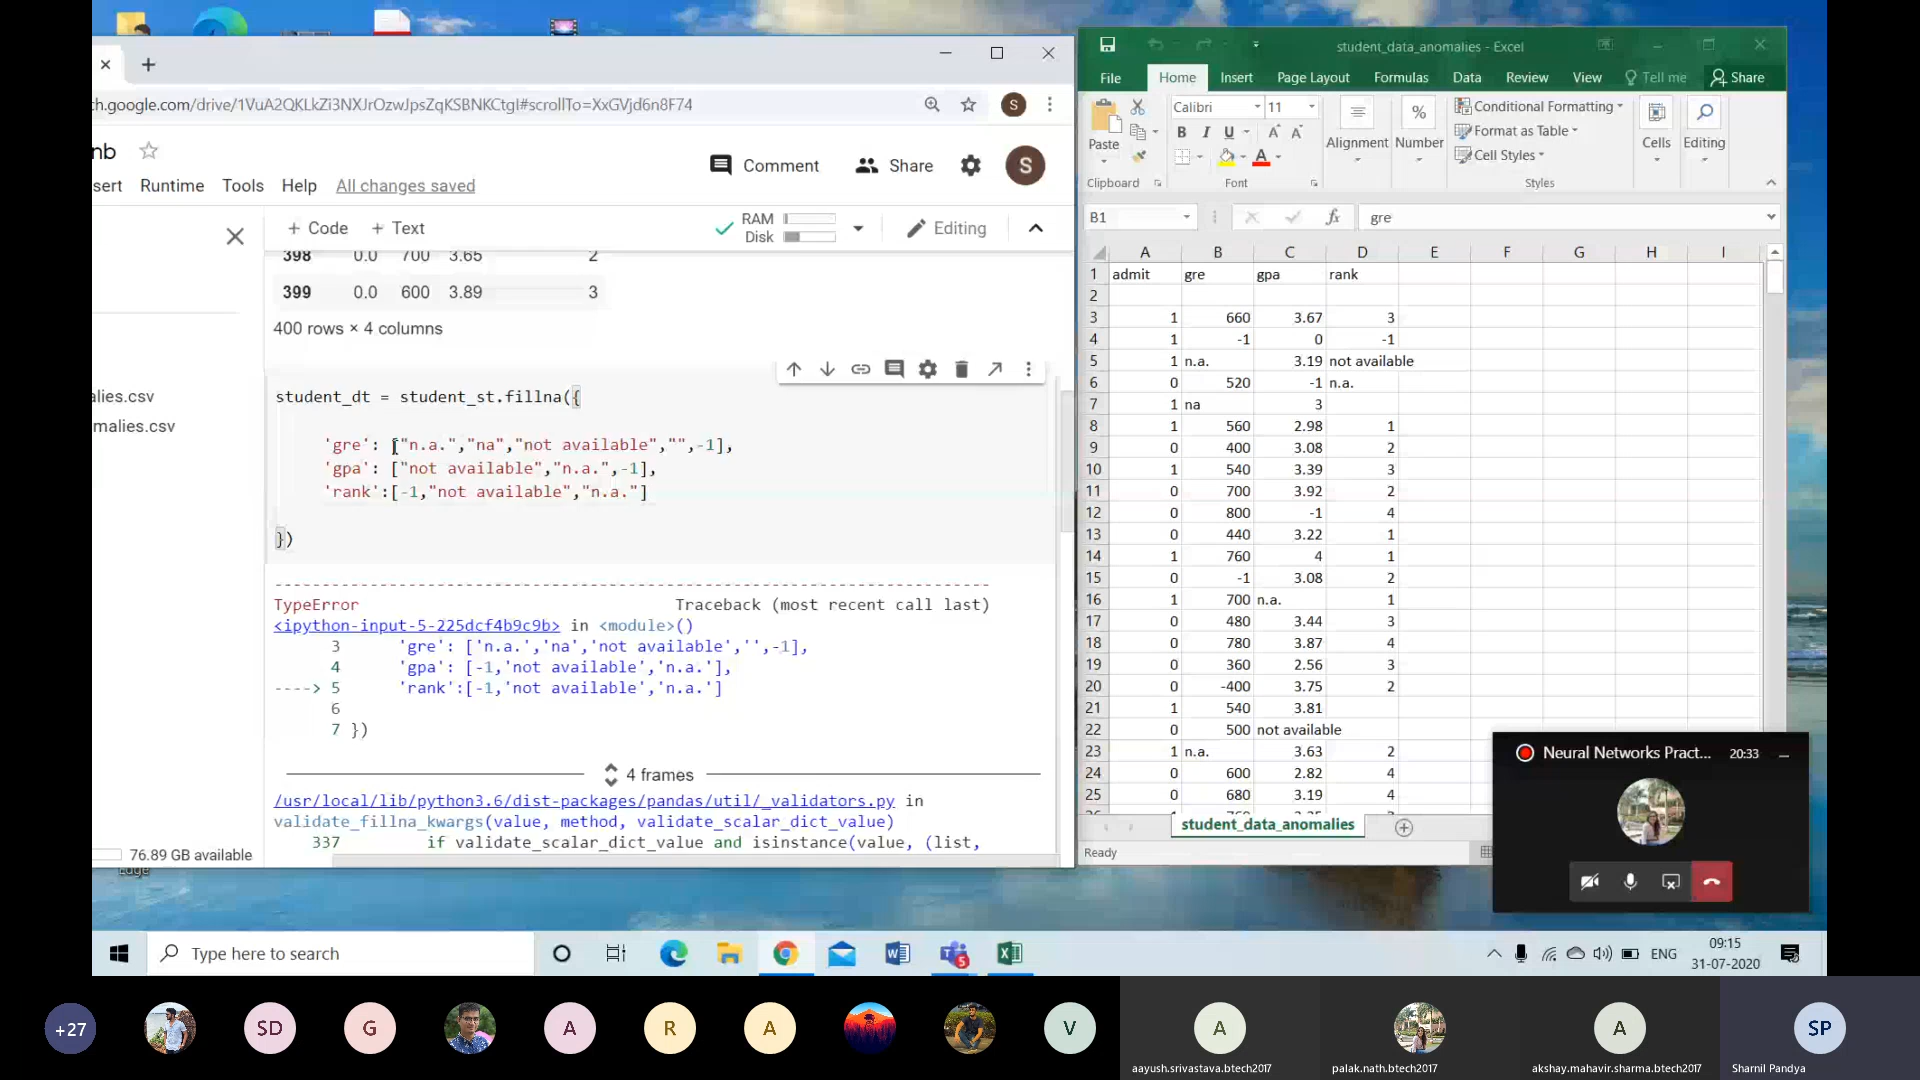 student_data_anomalies - Excel
ch.google.com/drive/1VuA2QKLkZi3NXJrOzwJpsZqKSBNKCtgI#scrollTo=XxGVjd6n8F74
S
File Home Insert Page Layout Formulas Data Review View Tell me Share
nb
Comment Share S
sert Runtime Tools Help All changes saved
Paste
Calibri 11
B I U A A
A
Alignment
%
Number
Conditional Formatting
Format as Table
Cell Styles
Cells
Editing
Clipboard Font Styles
+ Code + Text
RAM
Disk
Editing
B1 fx gre
A B C D E F G H I
398 0.0 700 3.65 2
399 0.0 600 3.89 3
400 rows × 4 columns
alies.csv
malies.csv
76.89 GB available
student_dt = student_st.fillna({
'gre': ["n.a.","na","not available","",-1],
'gpa': ["not available","n.a.",-1],
'rank':[-1,"not available","n.a."]
})
TypeError Traceback (most recent call last)
<ipython-input-5-225dcf4b9c9b> in <module>()
3 'gre': ['n.a.','na','not available','',-1],
4 'gpa': [-1,'not available','n.a.'],
----> 5 'rank':[-1,'not available','n.a.']
6
7 })
4 frames
/usr/local/lib/python3.6/dist-packages/pandas/util/_validators.py in
validate_fillna_kwargs(value, method, validate_scalar_dict_value)
337 if validate_scalar_dict_value and isinstance(value, (list,
1 admit gre gpa rank
2
3 1 660 3.67 3
4 1 -1 0 -1
5 1 n.a. 3.19 not available
6 0 520 -1 n.a.
7 1 na 3
8 1 560 2.98 1
9 0 400 3.08 2
10 1 540 3.39 3
11 0 700 3.92 2
12 0 800 -1 4
13 0 440 3.22 1
14 1 760 4 1
15 0 -1 3.08 2
16 1 700 n.a. 1
17 0 480 3.44 3
18 0 780 3.87 4
19 0 360 2.56 3
20 0 -400 3.75 2
21 1 540 3.81
22 0 500 not available
23 1 n.a. 3.63 2
24 0 600 2.82 4
25 0 680 3.19 4
student_data_anomalies
Ready
Neural Networks Pract... 20:33
Edge
Type here to search
5
ENG
09:15
31-07-2020
+27 SD G A R A V A A SP
aayush.srivastava.btech2017 palak.nath.btech2017 akshay.mahavir.sharma.btech2017 Sharnil Pandya